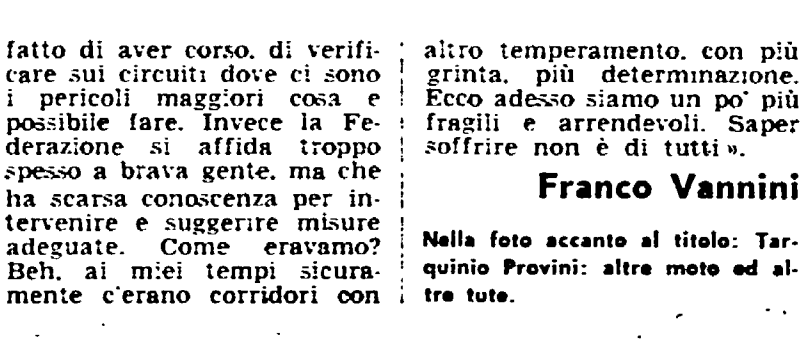 fatto di aver corso, di verifi-
care sui circuiti dove ci sono
i pericoli maggiori cosa e
possibile fare. Invece la Fe-
derazione si affida troppo
spesso a brava gente, ma che
ha scarsa conoscenza per in-
tervenire e suggerire misure
adeguate. Come eravamo?
Beh, ai miei tempi sicura-
mente c'erano corridori con
altro temperamento, con più
grinta, più determinazione.
Ecco adesso siamo un po' più
fragili e arrendevoli. Saper
soffrire non è di tutti».
Franco Vannini
Nella foto accanto al titolo: Tar-
quinio Provini: altre moto ed al-
tre tute.